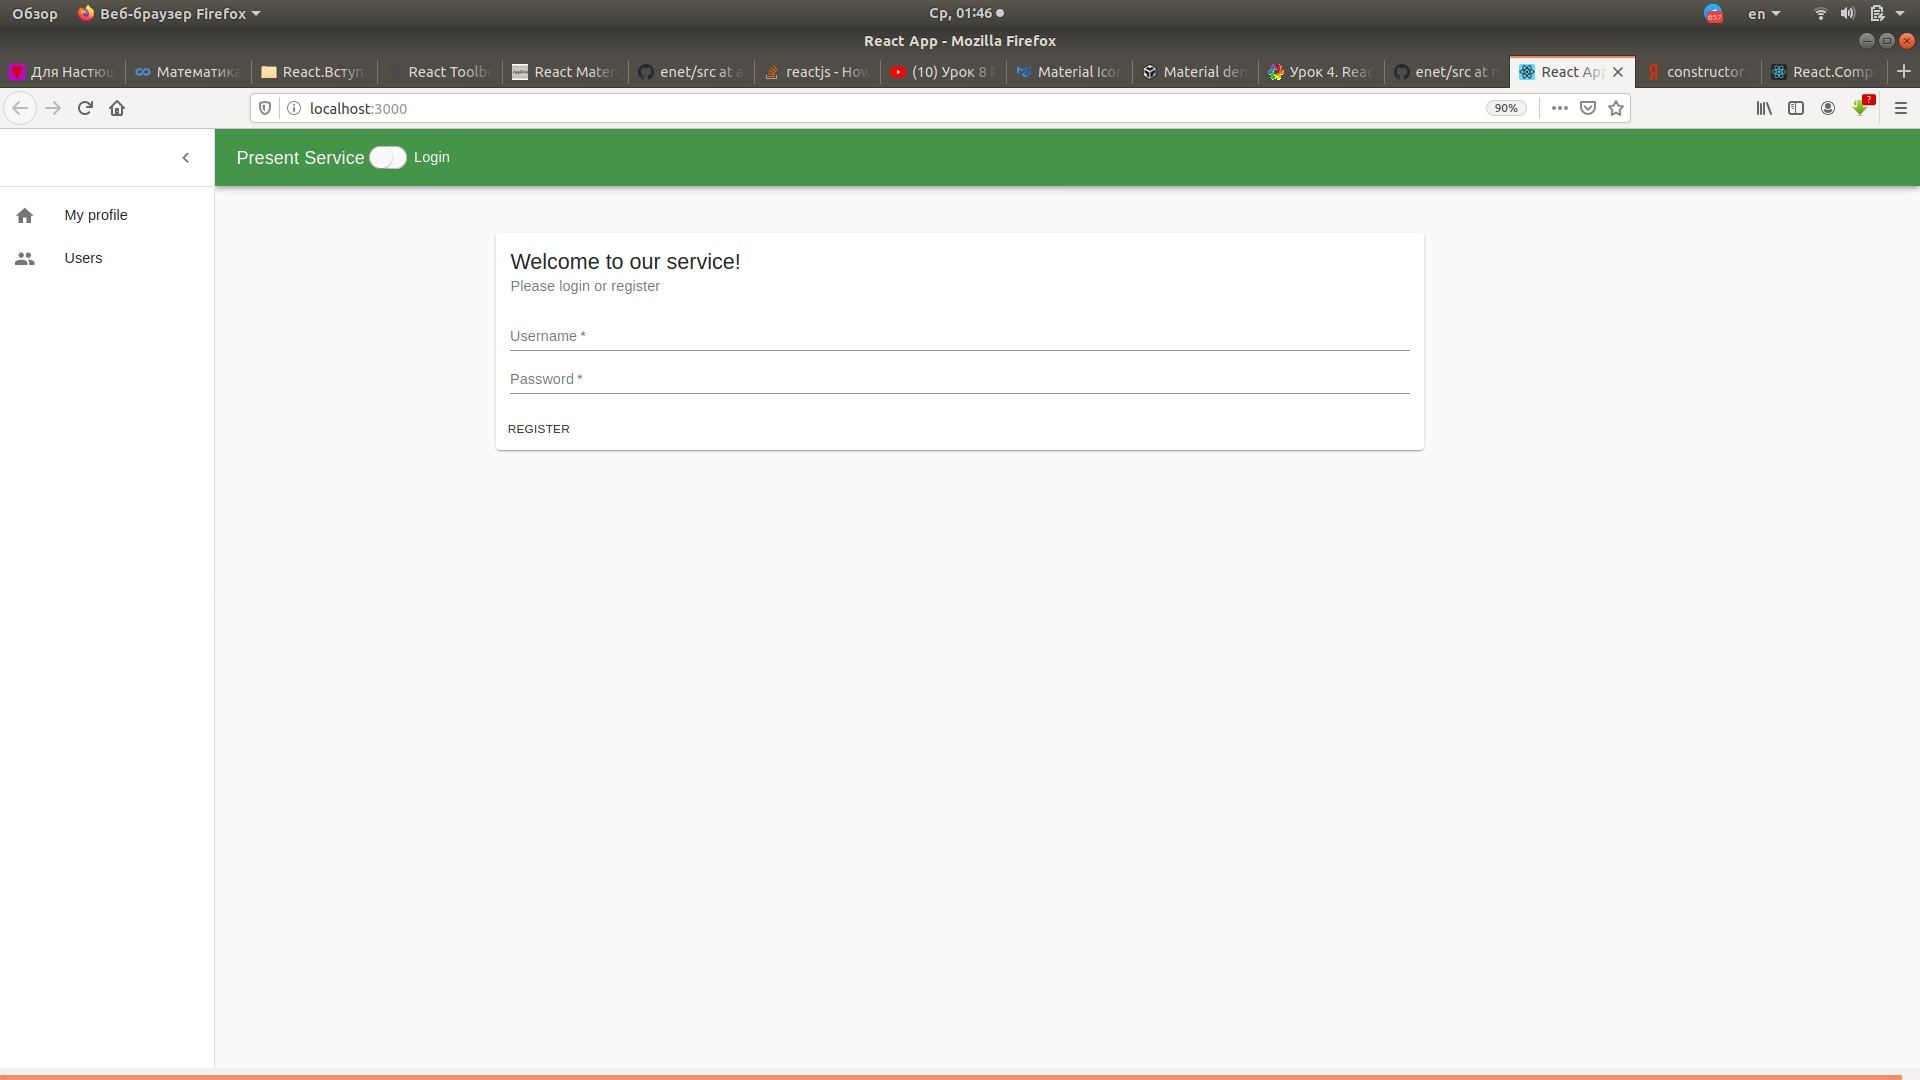 Обзор Веб-браузер Firefox Ср, 01:46 657 en
React App - Mozilla Firefox
Для Настюш Математика React.Вступ React Toolb React Mater enet/src at a reactjs - How (10) Урок 8 Material Icon Material dem Урок 4. Reac enet/src at React App constructor React.Comp
localhost:3000 90% ?
Present Service Login
My profile
Users
Welcome to our service!
Please login or register
Username *
Password *
REGISTER